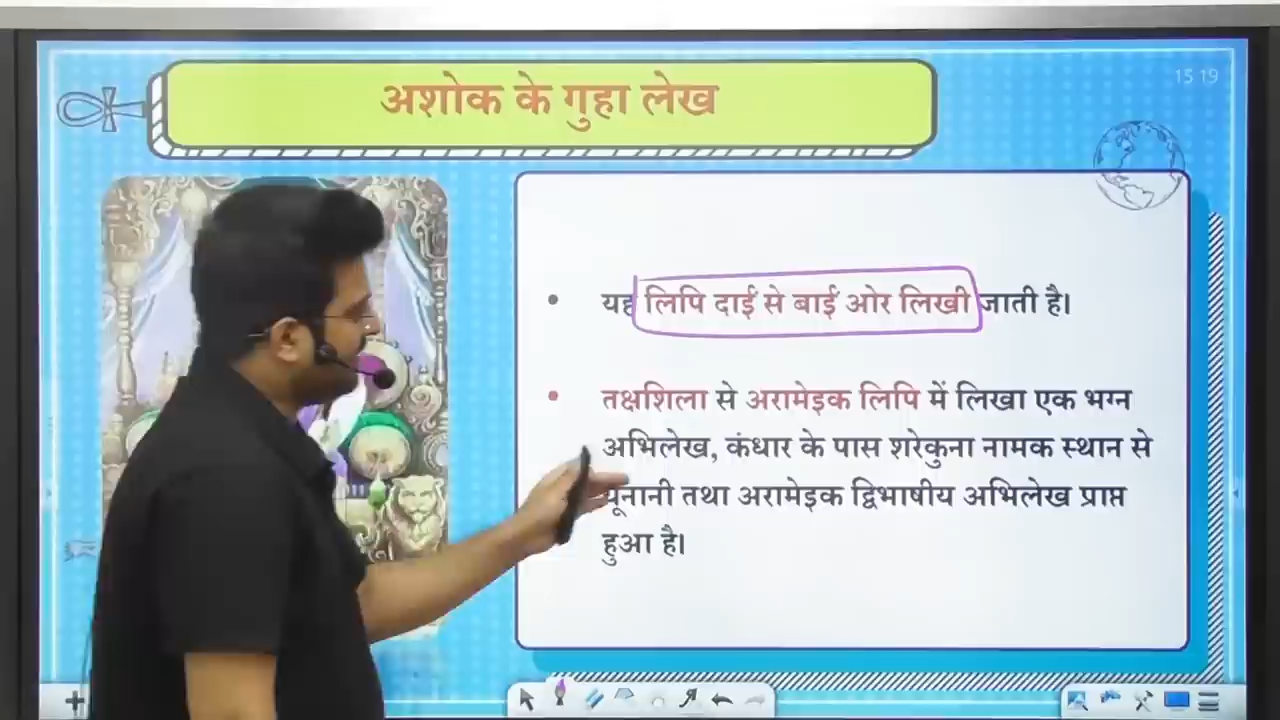 15 19
अशोक के गुहा लेख
यह लिपि दाईं से बाईं ओर लिखी जाती है।
तक्षशिला से अरामेइक लिपि में लिखा एक भग्न
अभिलेख, कंधार के पास शरेकुना नामक स्थान से
यूनानी तथा अरामेइक द्विभाषीय अभिलेख प्राप्त
हुआ है।